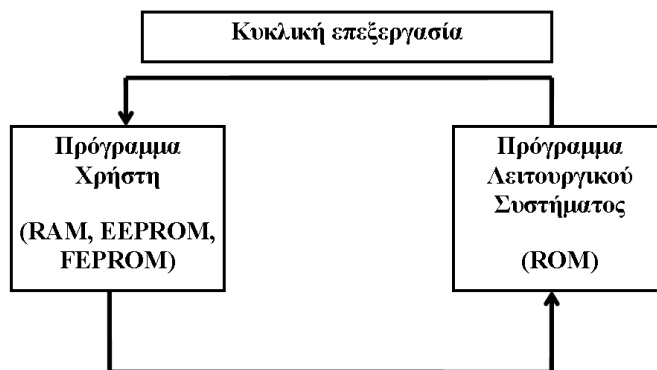 Κυκλική επεξεργασία
Πρόγραμμα
Χρήστη
(RAM, EEPROM,
FEPROM)
Πρόγραμμα
Λειτουργικού
Συστήματος
(ROM)